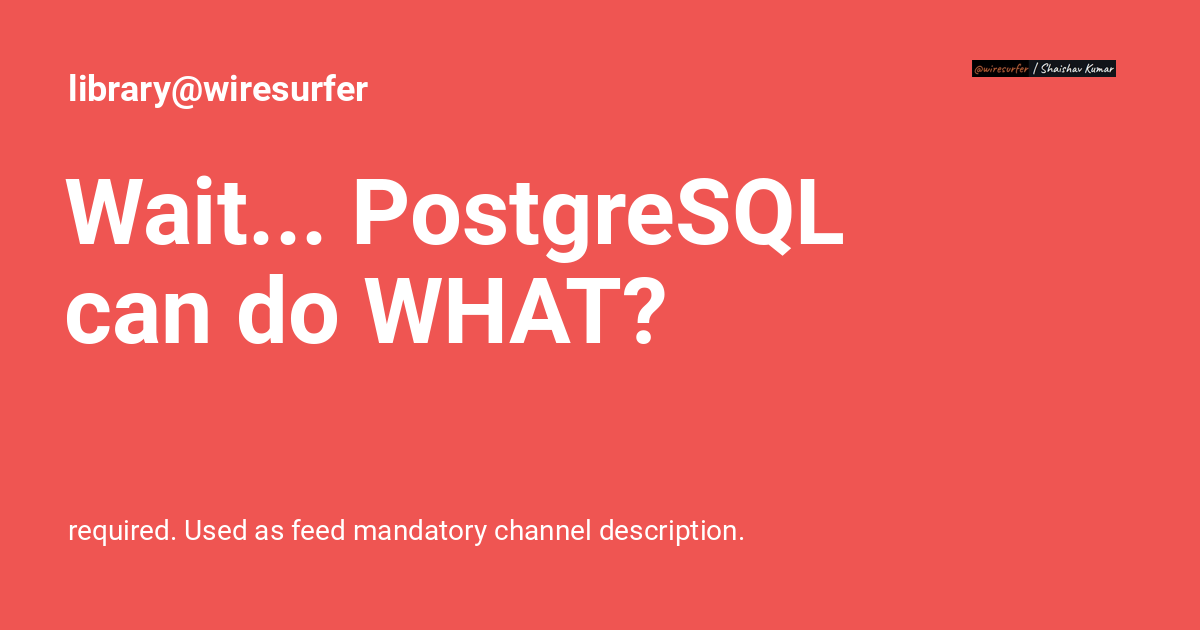 library@wiresurfer
@wiresurfer / Shaishav Kumar
Wait... PostgreSQL
can do WHAT?
required. Used as feed mandatory channel description.